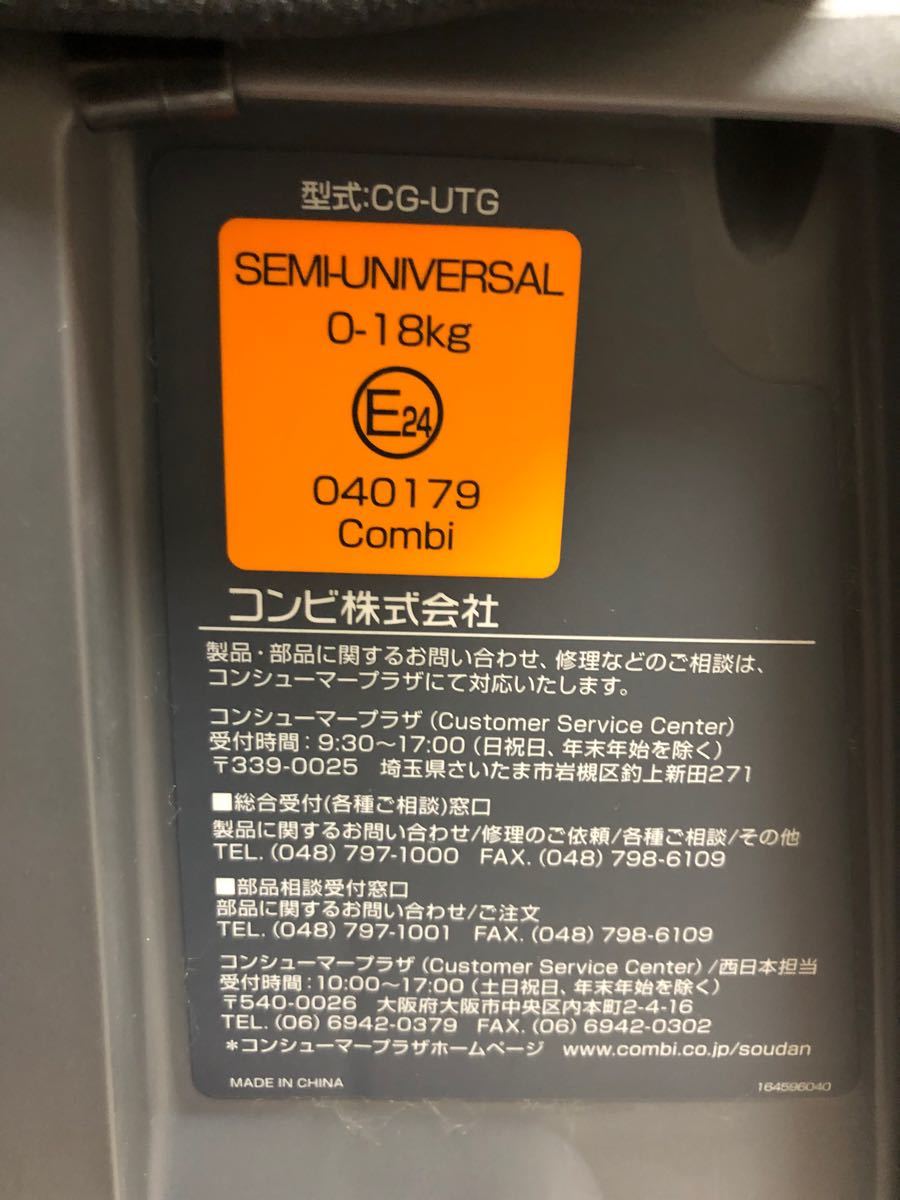 型式:CG-UTG
SEMI-UNIVERSAL
0-18kg
E24
040179
Combi
コンビ株式会社
製品・部品に関するお問い合わせ、修理などのご相談は、
コンシューマープラザにて対応いたします。
コンシューマープラザ (Customer Service Center)
受付時間：9:30～17:00 (日祝日、年末年始を除く)
〒339-0025 埼玉県さいたま市岩槻区釣上新田271
■総合受付(各種ご相談)窓口
製品に関するお問い合わせ/修理のご依頼/各種ご相談/その他
TEL. (048) 797-1000 FAX. (048) 798-6109
■部品相談受付窓口
部品に関するお問い合わせ/ご注文
TEL. (048) 797-1001 FAX. (048) 798-6109
コンシューマープラザ (Customer Service Center) /西日本担当
受付時間：10:00～17:00 (土日祝日、年末年始を除く)
〒540-0026 大阪府大阪市中央区内本町2-4-16
TEL. (06) 6942-0379 FAX. (06) 6942-0302
＊コンシューマープラザホームページ www.combi.co.jp/soudan
MADE IN CHINA
164596040